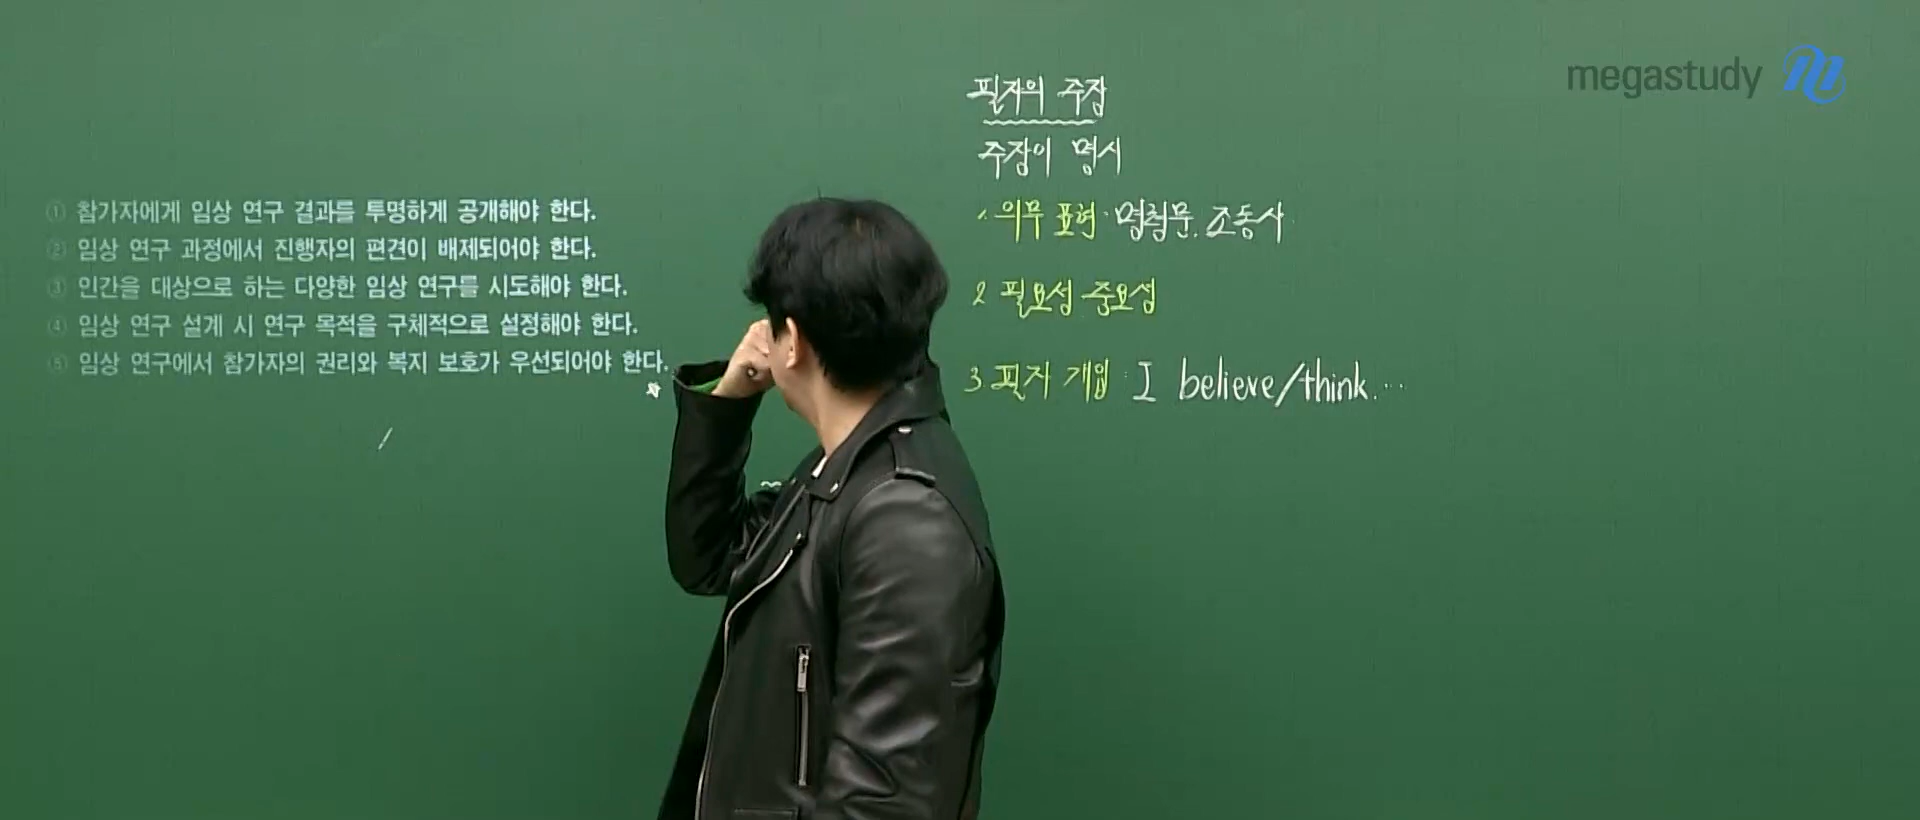 megastudy
① 참가자에게 임상 연구 결과를 투명하게 공개해야 한다.
② 임상 연구 과정에서 진행자의 편견이 배제되어야 한다.
③ 인간을 대상으로 하는 다양한 임상 연구를 시도해야 한다.
④ 임상 연구 설계 시 연구 목적을 구체적으로 설정해야 한다.
⑤ 임상 연구에서 참가자의 권리와 복지 보호가 우선되어야 한다.
필자의 주장
주장이 명시
1. 의무 표현: 명령문. 조동사
2. 필요성 중요성
3. 필자 개입: I believe/think. ...